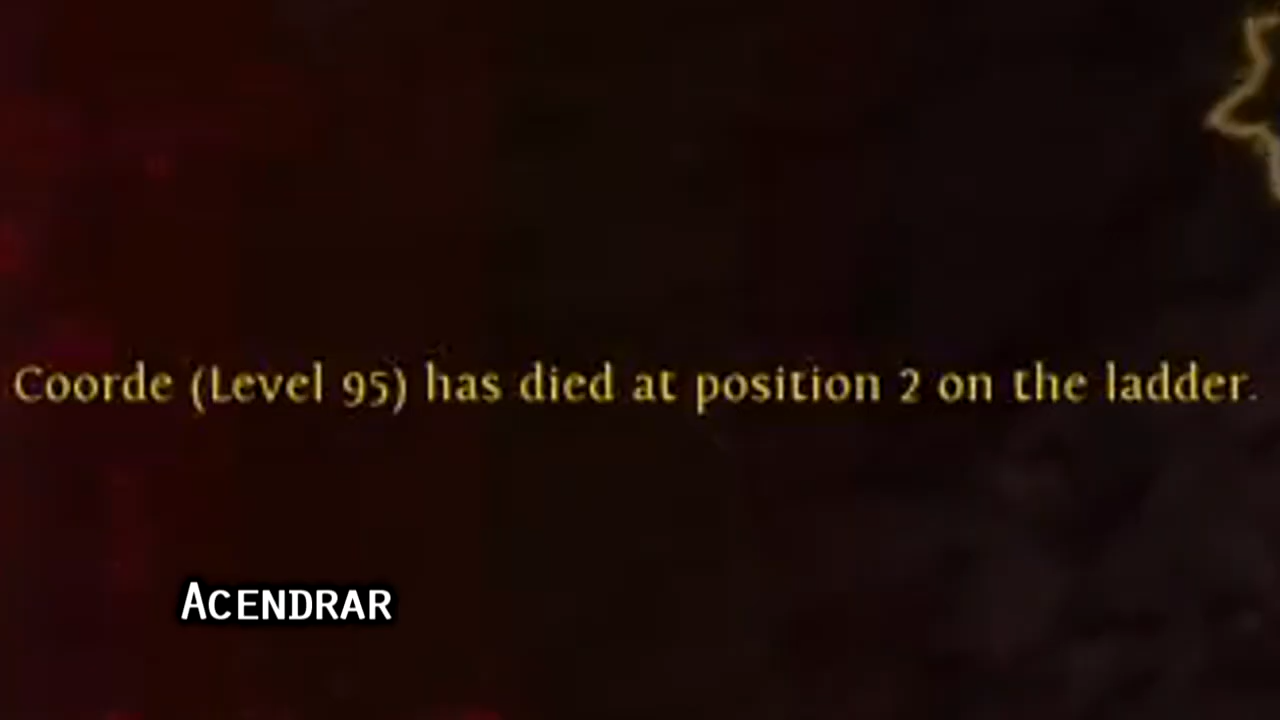 Coorde (Level 95) has died at position 2 on the ladder.
ACENDRAR